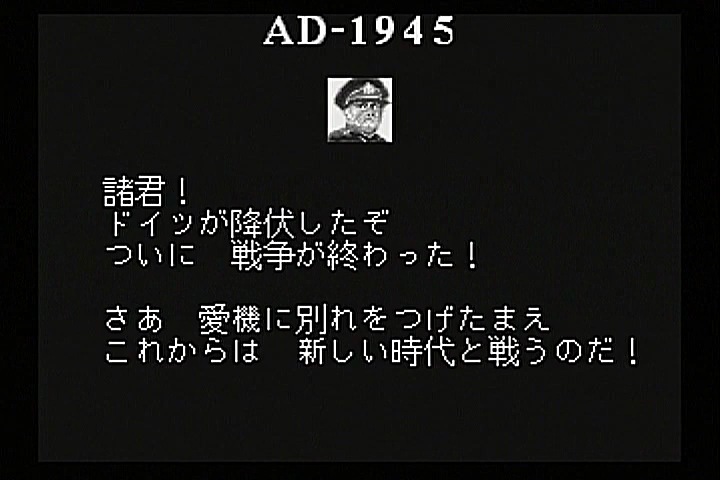 AD-1945
諸君！
ドイツが降伏したぞ
ついに　戦争が終わった！
さあ　愛機に別れをつげたまえ
これからは　新しい時代と戦うのだ！